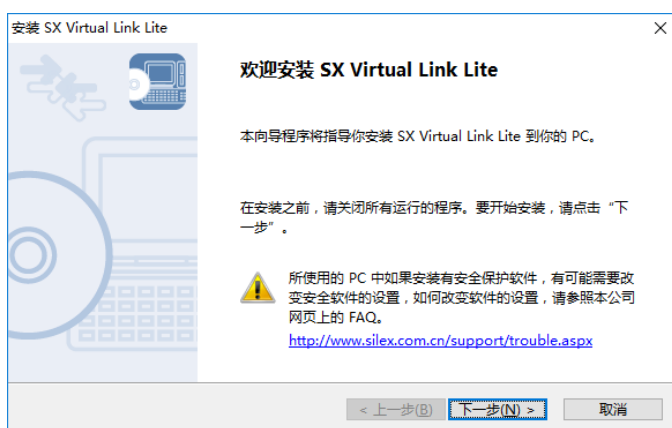 安装 SX Virtual Link Lite
欢迎安装 SX Virtual Link Lite
本向导程序将指导你安装 SX Virtual Link Lite 到你的 PC。
在安装之前，请关闭所有运行的程序。要开始安装，请点击“下
一步”。
所使用的 PC 中如果安装有安全保护软件，有可能需要改
变安全软件的设置，如何改变软件的设置，请参照本公司
网页上的 FAQ。
http://www.silex.com.cn/support/trouble.aspx
< 上一步(B) 下一步(N) > 取消